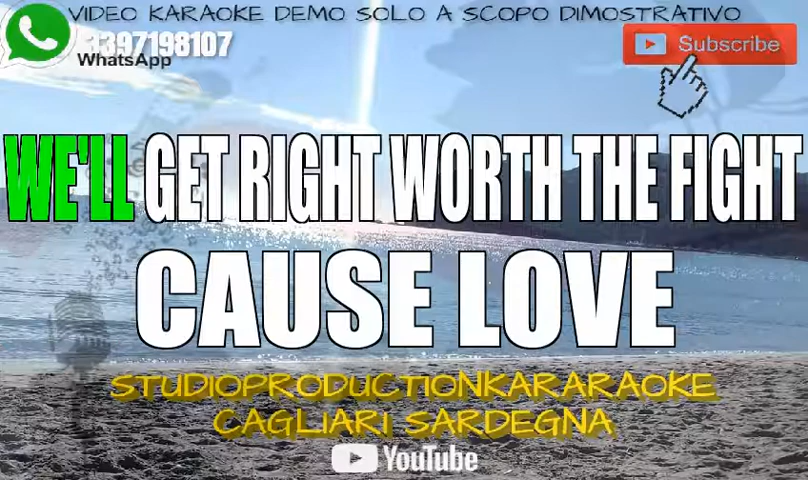 VIDEO KARAOKE DEMO SOLO A SCOPO DIMOSTRATIVO
3397198107
WhatsApp
Subscribe
WE'LL GET RIGHT WORTH THE FIGHT
CAUSE LOVE
STUDIOPRODUCTIONKARARAOKE
CAGLIARI SARDEGNA
YouTube